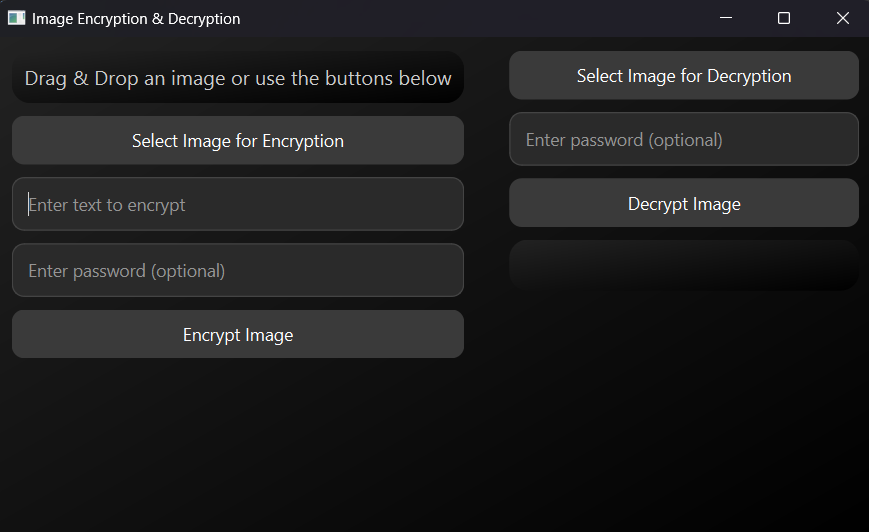 Image Encryption & Decryption
Drag & Drop an image or use the buttons below
Select Image for Encryption
Enter text to encrypt
Enter password (optional)
Encrypt Image
Select Image for Decryption
Enter password (optional)
Decrypt Image